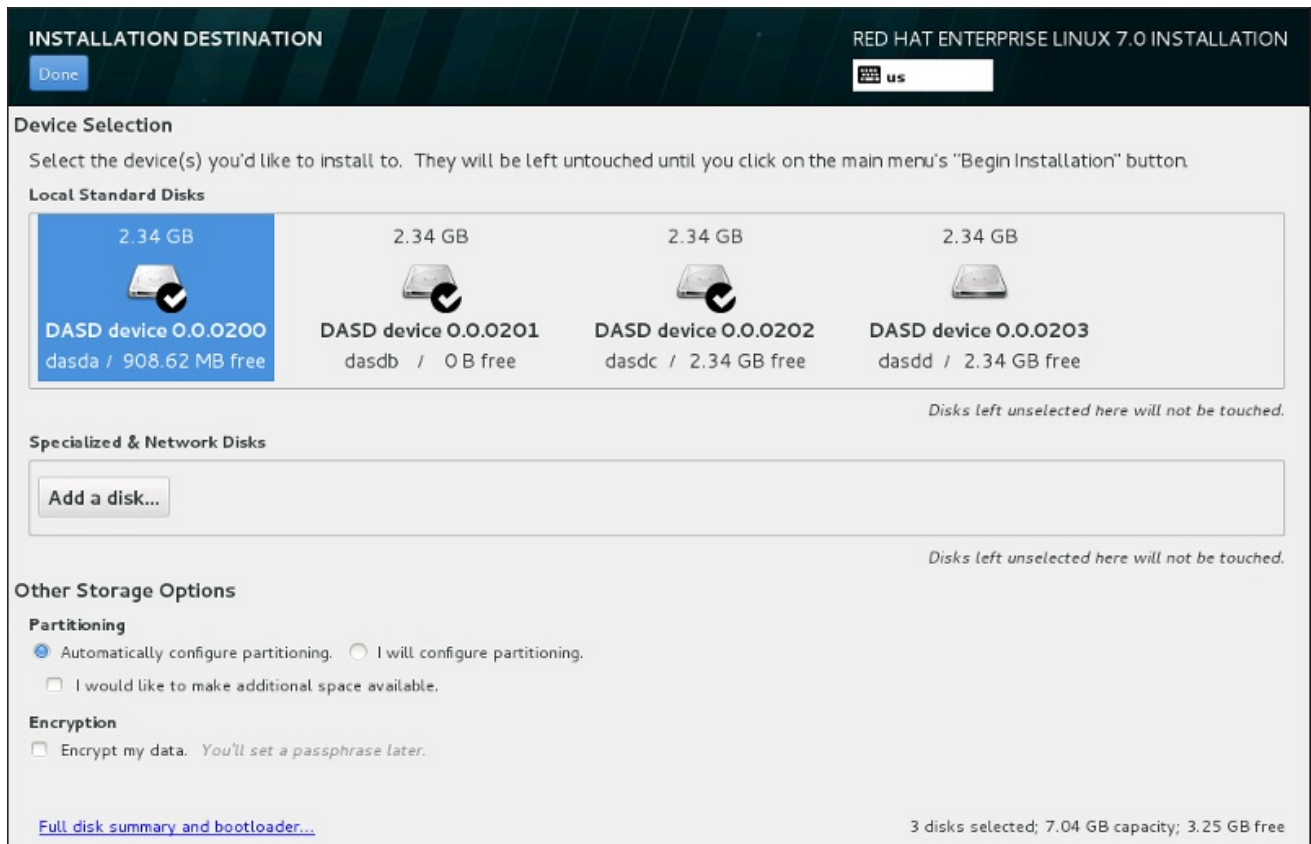 INSTALLATION DESTINATION
RED HAT ENTERPRISE LINUX 7.0 INSTALLATION
Done
us
Device Selection
Select the device(s) you'd like to install to. They will be left untouched until you click on the main menu's "Begin Installation" button.
Local Standard Disks
2.34 GB
DASD device 0.0.0200
dasda / 908.62 MB free
2.34 GB
DASD device 0.0.0201
dasdb / 0 B free
2.34 GB
DASD device 0.0.0202
dasdc / 2.34 GB free
2.34 GB
DASD device 0.0.0203
dasdd / 2.34 GB free
Disks left unselected here will not be touched.
Specialized & Network Disks
Add a disk...
Disks left unselected here will not be touched.
Other Storage Options
Partitioning
Automatically configure partitioning. I will configure partitioning.
I would like to make additional space available.
Encryption
Encrypt my data. You'll set a passphrase later.
Full disk summary and bootloader...
3 disks selected; 7.04 GB capacity; 3.25 GB free